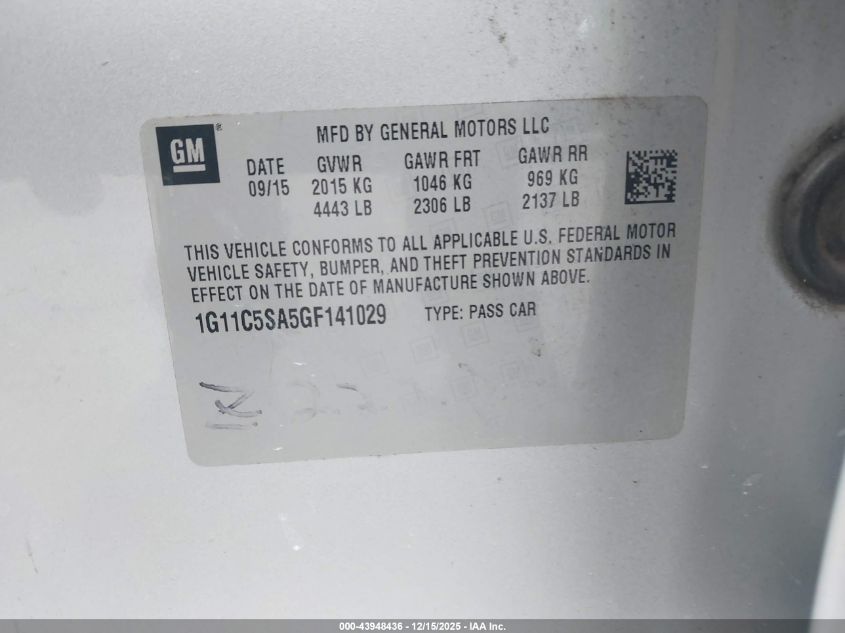 GM®
MFD BY GENERAL MOTORS LLC
DATE GVWR GAWR FRT GAWR RR
09/15 2015 KG 1046 KG 969 KG
4443 LB 2306 LB 2137 LB
THIS VEHICLE CONFORMS TO ALL APPLICABLE U.S. FEDERAL MOTOR
VEHICLE SAFETY, BUMPER, AND THEFT PREVENTION STANDARDS IN
EFFECT ON THE DATE OF MANUFACTURE SHOWN ABOVE.
1G11C5SA5GF141029 TYPE: PASS CAR
000-43948436 - 12/15/2025 - IAA Inc.